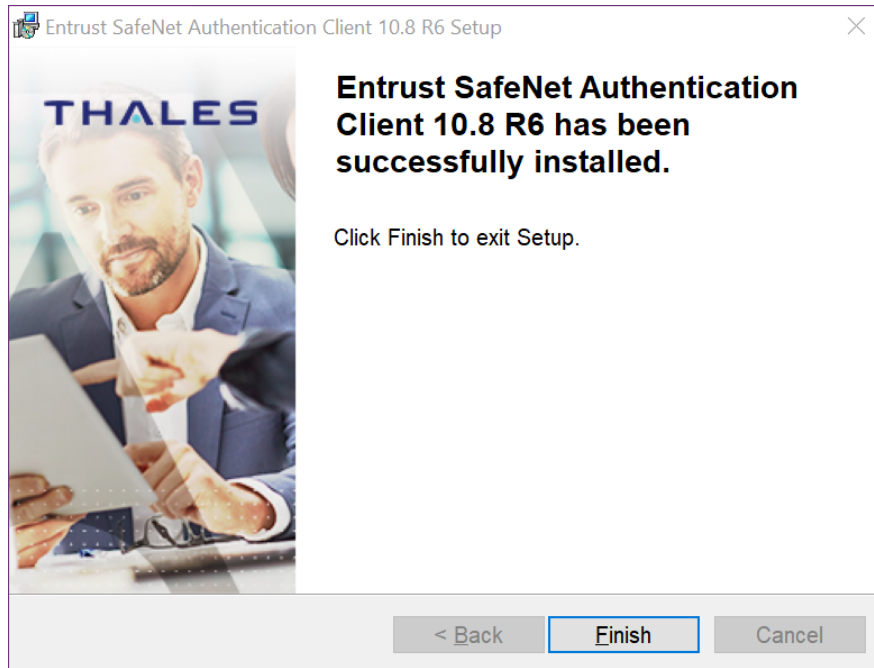 Entrust SafeNet Authentication Client 10.8 R6 Setup
THALES
Entrust SafeNet Authentication
Client 10.8 R6 has been
successfully installed.
Click Finish to exit Setup.
< Back
Finish
Cancel